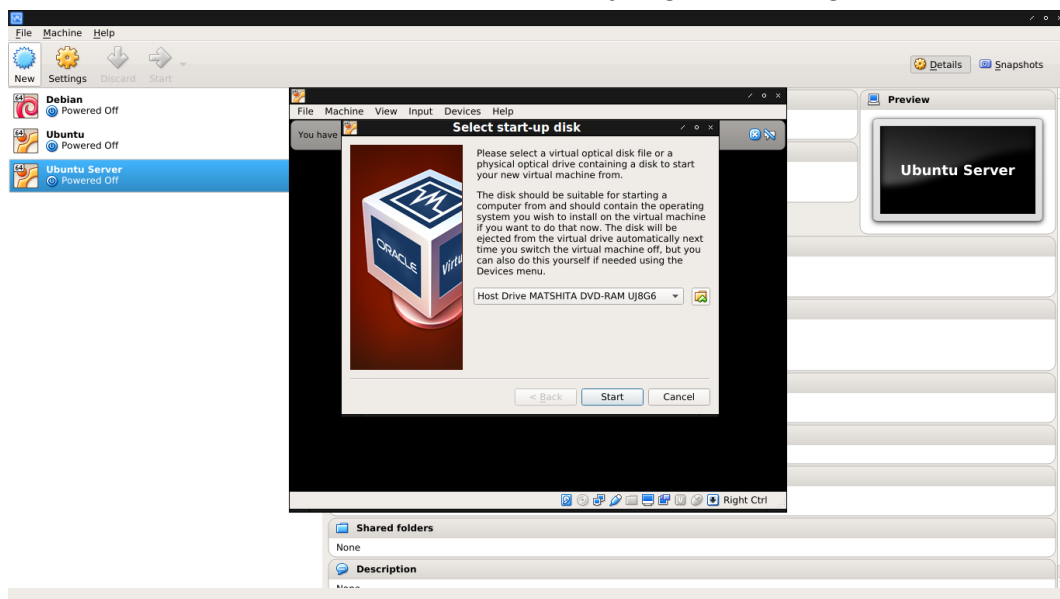 File Machine Help
New Settings Discard Start
Details Snapshots
64 Debian
Powered Off
64 Ubuntu
Powered Off
64 Ubuntu Server
Powered Off
File Machine View Input Devices Help
You have
Select start-up disk
ORACLE
Please select a virtual optical disk file or a
physical optical drive containing a disk to start
your new virtual machine from.
The disk should be suitable for starting a
computer from and should contain the operating
system you wish to install on the virtual machine
if you want to do that now. The disk will be
ejected from the virtual drive automatically next
time you switch the virtual machine off, but you
can also do this yourself if needed using the
Devices menu.
Host Drive MATSHITA DVD-RAM UJ8G6
< Back Start Cancel
Right Ctrl
Preview
Ubuntu Server
Shared folders
None
Description